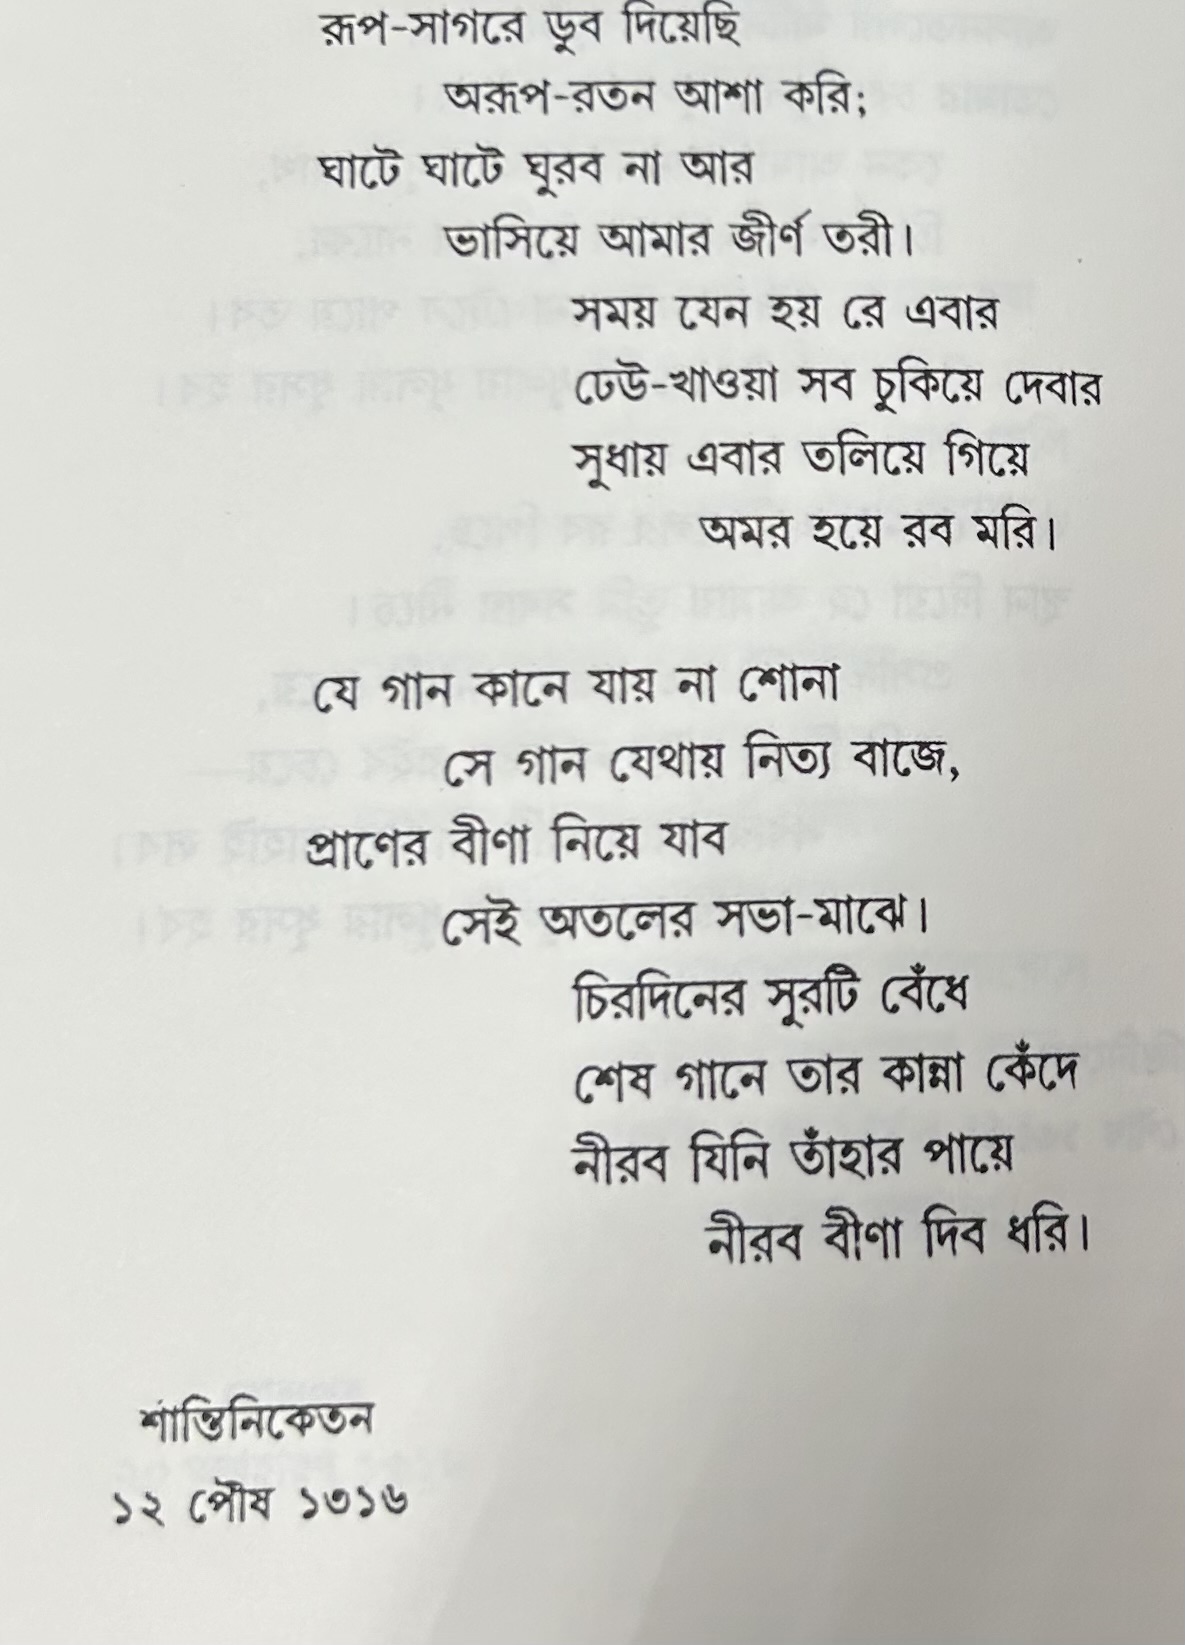 রূপ-সাগরে ডুব দিয়েছি
অরূপ-রতন আশা করি;
ঘাটে ঘাটে ঘুরব না আর
ভাসিয়ে আমার জীর্ণ তরী।
সময় যেন হয় রে এবার
ঢেউ-খাওয়া সব চুকিয়ে দেবার
সুধায় এবার তলিয়ে গিয়ে
অমর হয়ে রব মরি।
যে গান কানে যায় না শোনা
সে গান যেথায় নিত্য বাজে,
প্রাণের বীণা নিয়ে যাব
সেই অতলের সভা-মাঝে।
চিরদিনের সুরটি বেঁধে
শেষ গানে তার কান্না কেঁদে
নীরব যিনি তাঁহার পায়ে
নীরব বীণা দিব ধরি।
শান্তিনিকেতন
১২ পৌষ ১৩১৬